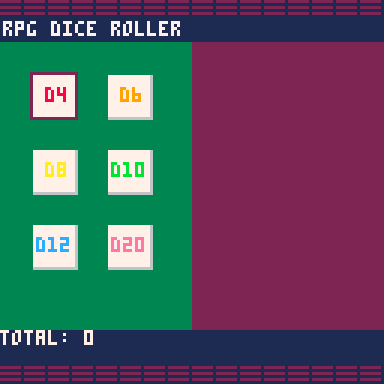 RPG DICE ROLLER
D4 D6
D8 D10
D12 D20
TOTAL: 0